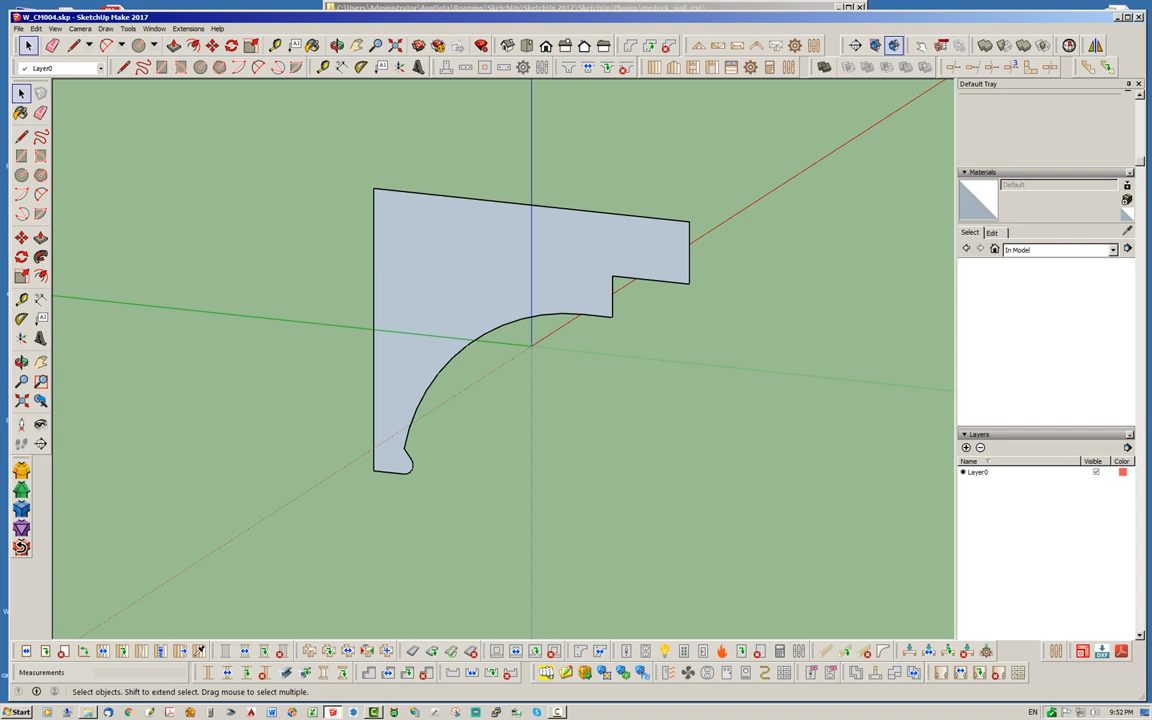 W_CM004.skp - SketchUp Make 2017
File Edit View Camera Draw Tools Window Extensions Help
Layer0
Default Tray
Materials
Default
Select Edit
In Model
Layers
Name Visible Color
Layer0
Measurements
Select objects. Shift to extend select. Drag mouse to select multiple.
Start
EN 9:52 PM